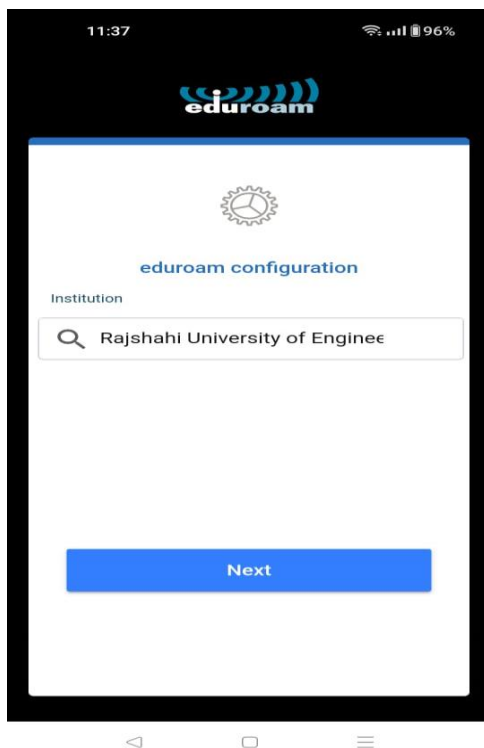 11:37 96%
eduroam
eduroam configuration
Institution
Rajshahi University of Enginee
Next